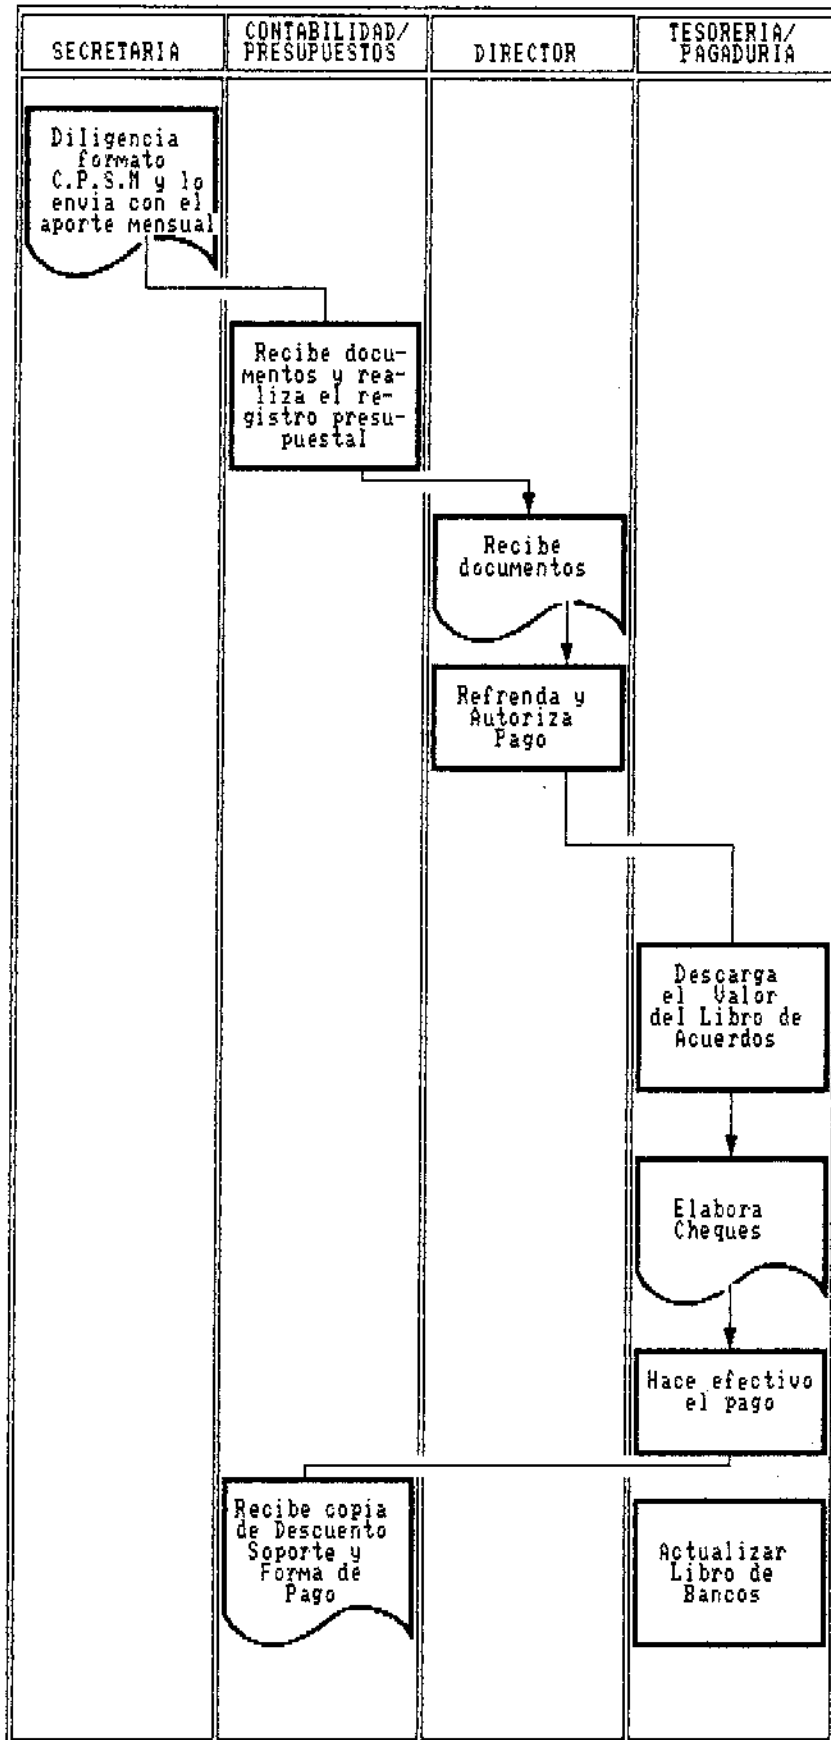 SECRETARIA
CONTABILIDAD/
PRESUPUESTOS
DIRECTOR
TESORERIA/
PAGADURIA
Diligencia
formato
C.P.S.M y lo
envia con el
aporte mensual
Recibe docu-
mentos y rea-
liza el re-
gistro presu-
puestal
Recibe
documentos
Refrenda y
Autoriza
Pago
Descarga
el Valor
del Libro de
Acuerdos
Elabora
Cheques
Hace efectivo
el pago
Recibe copia
de Descuento
Soporte y
Forma de
Pago
Actualizar
Libro de
Bancos